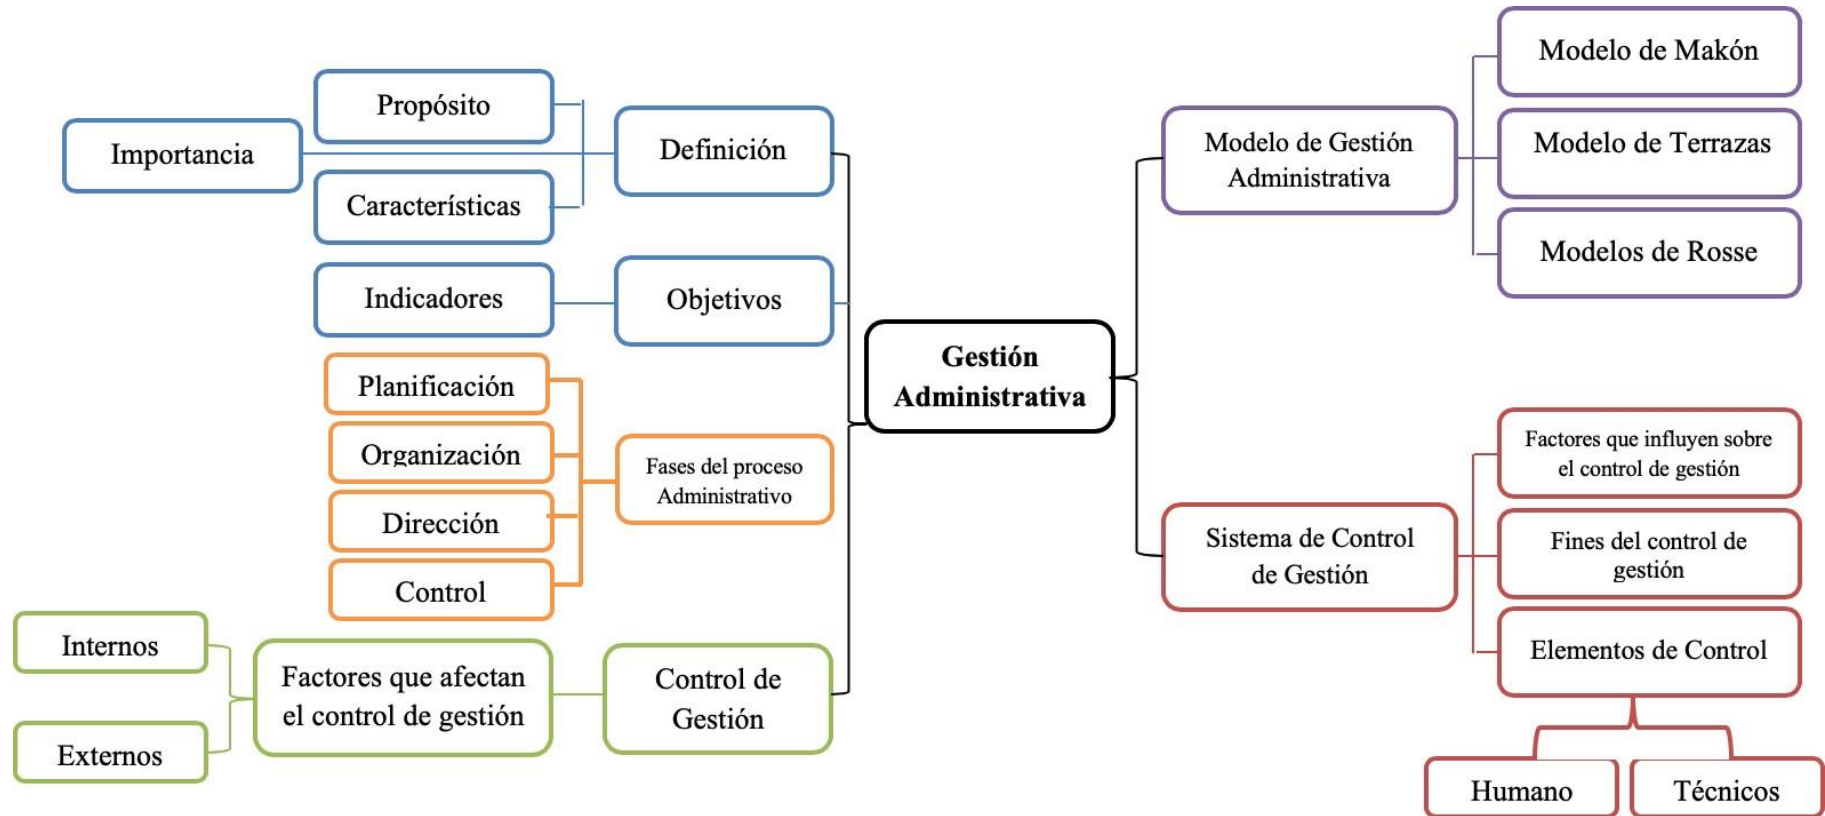 Importancia
Propósito
Características
Definición
Indicadores
Objetivos
Planificación
Organización
Dirección
Control
Fases del proceso
Administrativo
Internos
Externos
Factores que afectan
el control de gestión
Control de
Gestión
Gestión
Administrativa
Modelo de Gestión
Administrativa
Modelo de Makón
Modelo de Terrazas
Modelos de Rosse
Sistema de Control
de Gestión
Factores que influyen sobre
el control de gestión
Fines del control de
gestión
Elementos de Control
Humano
Técnicos